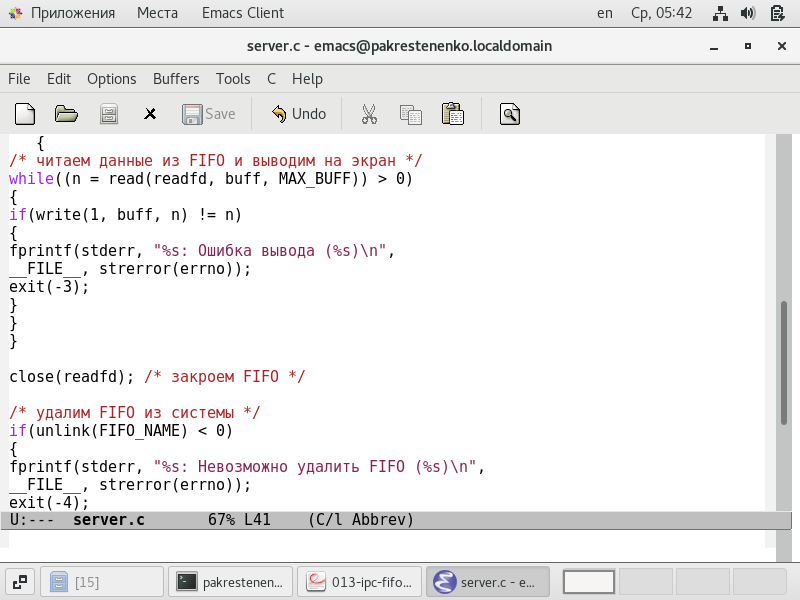 Приложения Места Emacs Client en Ср, 05:42
server.c - emacs@pakrestenenko.localdomain
File Edit Options Buffers Tools C Help
Save Undo
{
/* читаем данные из FIFO и выводим на экран */
while((n = read(readfd, buff, MAX_BUFF)) > 0)
{
if(write(1, buff, n) != n)
{
fprintf(stderr, "%s: Ошибка вывода (%s)\n",
__FILE__, strerror(errno));
exit(-3);
}
}
}
close(readfd); /* закроем FIFO */
/* удалим FIFO из системы */
if(unlink(FIFO_NAME) < 0)
{
fprintf(stderr, "%s: Невозможно удалить FIFO (%s)\n",
__FILE__, strerror(errno));
exit(-4);
U:--- server.c 67% L41 (C/l Abbrev)
[15] pakrestenen... 013-ipc-fifo... server.c - e...